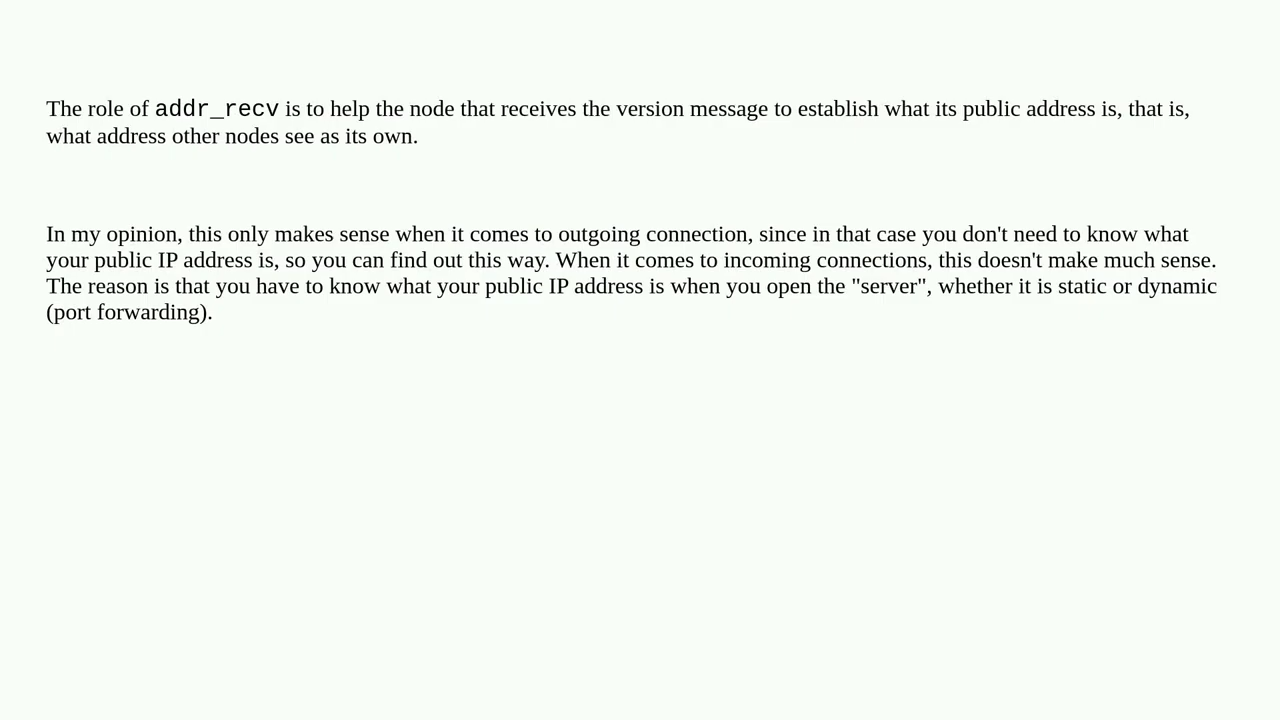 The role of addr_recv is to help the node that receives the version message to establish what its public address is, that is,
what address other nodes see as its own.
In my opinion, this only makes sense when it comes to outgoing connection, since in that case you don't need to know what
your public IP address is, so you can find out this way. When it comes to incoming connections, this doesn't make much sense.
The reason is that you have to know what your public IP address is when you open the "server", whether it is static or dynamic
(port forwarding).